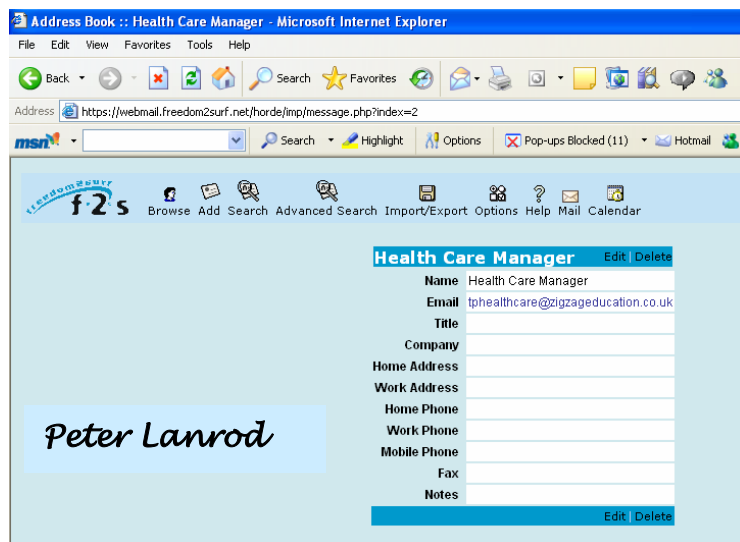 Address Book :: Health Care Manager - Microsoft Internet Explorer
File Edit View Favorites Tools Help
Back Search Favorites
Address https://webmail.freedom2surf.net/horde/imp/message.php?index=2
msn Search Highlight Options Pop-ups Blocked (11) Hotmail
freedom2surf
f·2s Browse Add Search Advanced Search Import/Export Options Help Mail Calendar
Health Care Manager Edit | Delete
Name Health Care Manager
Email tphealthcare@zigzageducation.co.uk
Title
Company
Home Address
Work Address
Home Phone
Peter Lanrod
Work Phone
Mobile Phone
Fax
Notes
Edit | Delete